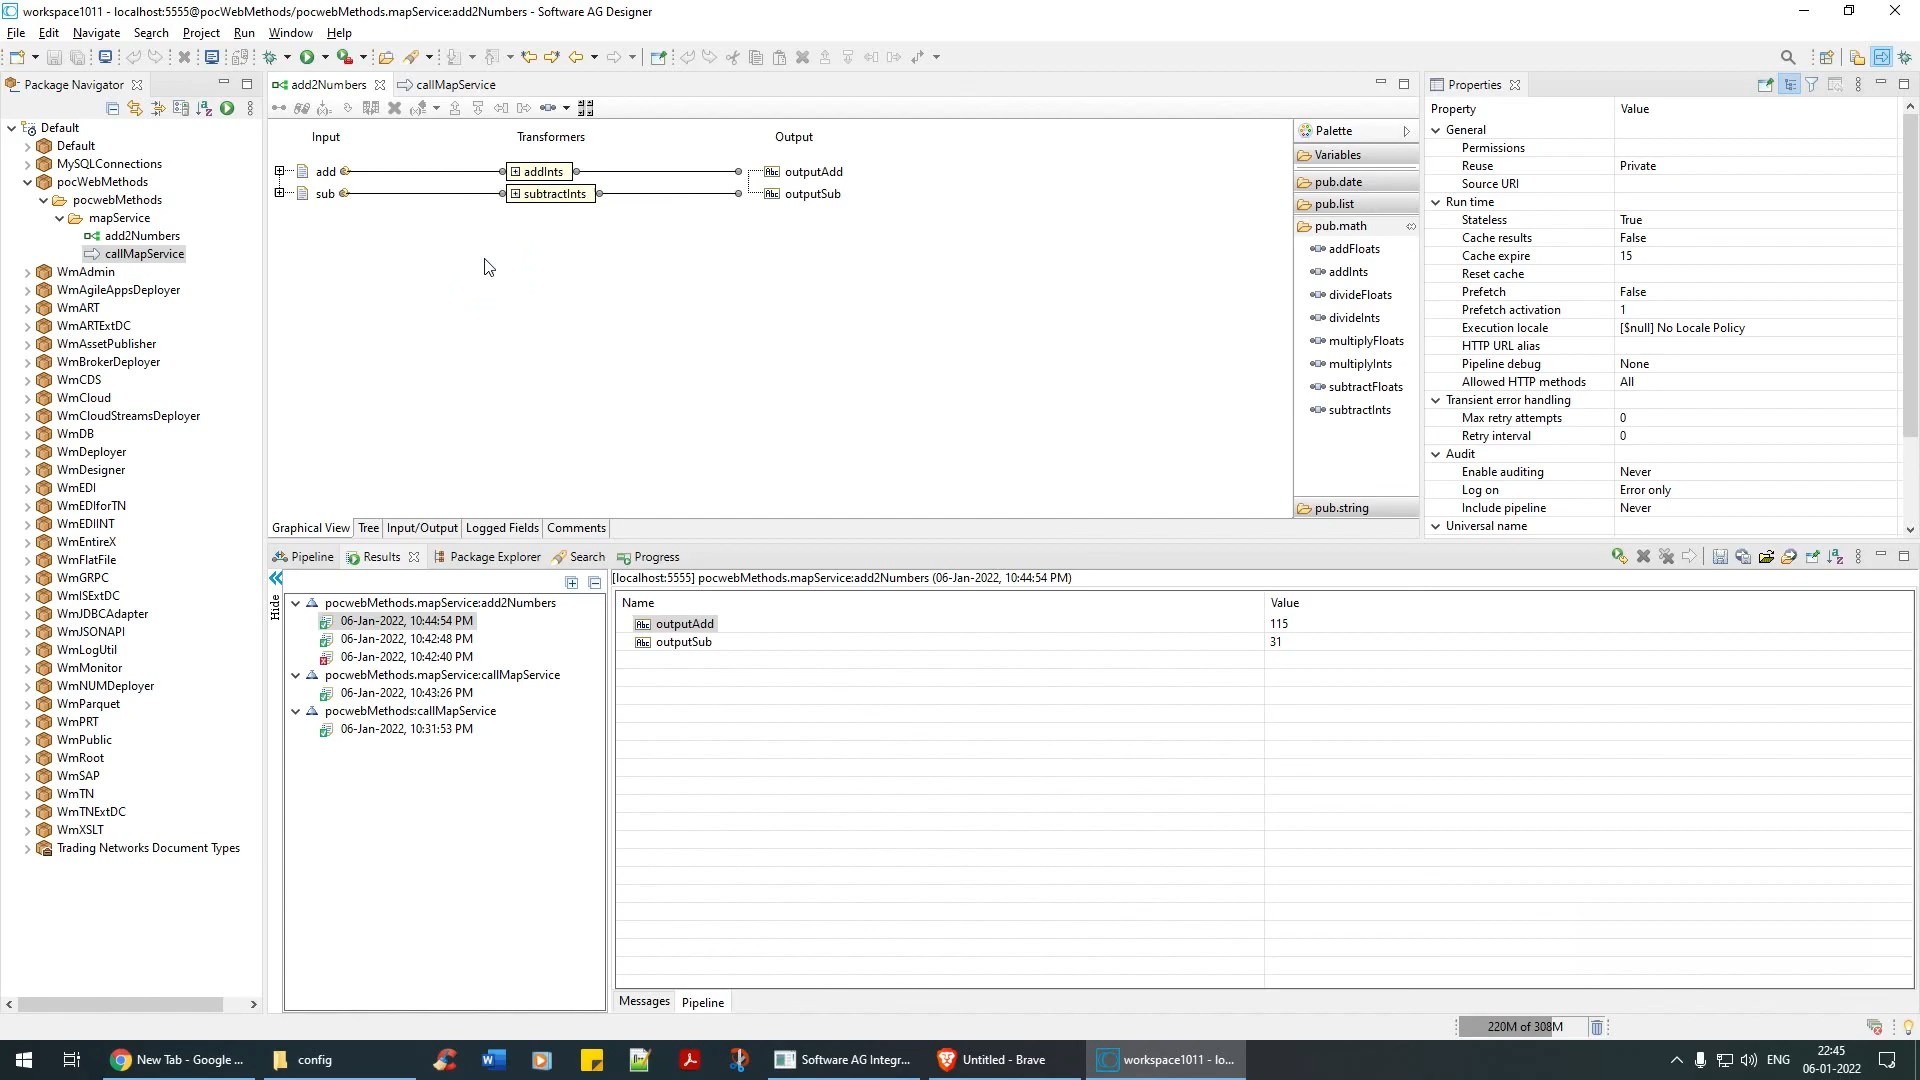 workspace1011 - localhost:5555@pocWebMethods/pocwebMethods.mapService:add2Numbers - Software AG Designer
File Edit Navigate Search Project Run Window Help
Package Navigator
Default
Default
MySQLConnections
pocWebMethods
pocwebMethods
mapService
add2Numbers
callMapService
WmAdmin
WmAgileAppsDeployer
WmART
WmARTExtDC
WmAssetPublisher
WmBrokerDeployer
WmCDS
WmCloud
WmCloudStreamsDeployer
WmDB
WmDeployer
WmDesigner
WmEDI
WmEDIforTN
WmEDIINT
WmEntireX
WmFlatFile
WmGRPC
WmISExtDC
WmJDBCAdapter
WmJSONAPI
WmLogUtil
WmMonitor
WmNUMDeployer
WmParquet
WmPRT
WmPublic
WmRoot
WmSAP
WmTN
WmTNExtDC
WmXSLT
Trading Networks Document Types
add2Numbers callMapService
Input Transformers Output
add addInts Abc outputAdd
sub subtractInts Abc outputSub
Palette
Variables
pub.date
pub.list
pub.math
addFloats
addInts
divideFloats
divideInts
multiplyFloats
multiplyInts
subtractFloats
subtractInts
pub.string
Graphical View Tree Input/Output Logged Fields Comments
Properties
Property Value
General
Permissions
Reuse Private
Source URI
Run time
Stateless True
Cache results False
Cache expire 15
Reset cache
Prefetch False
Prefetch activation 1
Execution locale [$null] No Locale Policy
HTTP URL alias
Pipeline debug None
Allowed HTTP methods All
Transient error handling
Max retry attempts 0
Retry interval 0
Audit
Enable auditing Never
Log on Error only
Include pipeline Never
Universal name
Pipeline Results Package Explorer Search Progress
Hide
pocwebMethods.mapService:add2Numbers
06-Jan-2022, 10:44:54 PM
06-Jan-2022, 10:42:48 PM
06-Jan-2022, 10:42:40 PM
pocwebMethods.mapService:callMapService
06-Jan-2022, 10:43:26 PM
pocwebMethods:callMapService
06-Jan-2022, 10:31:53 PM
[localhost:5555] pocwebMethods.mapService:add2Numbers (06-Jan-2022, 10:44:54 PM)
Name Value
Abc outputAdd 115
Abc outputSub 31
Messages Pipeline
220M of 308M
New Tab - Google ... config Software AG Integr... Untitled - Brave workspace1011 - lo...
ENG
22:45
06-01-2022